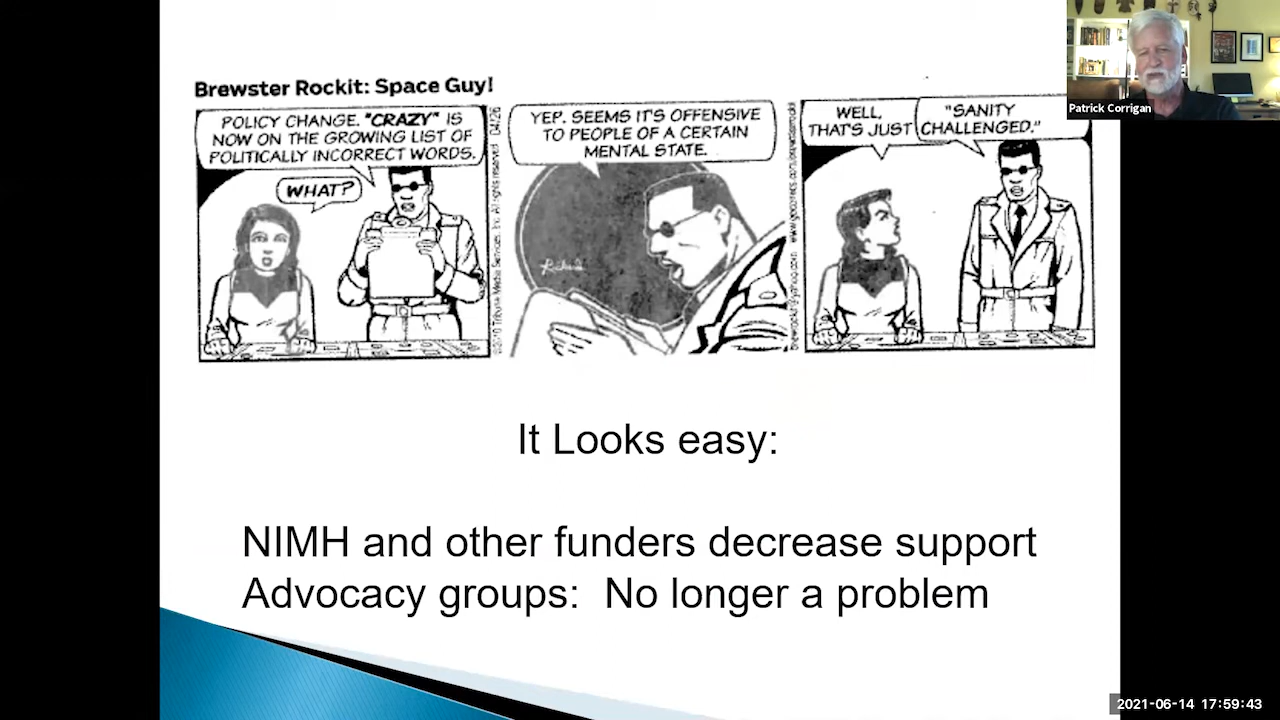 Brewster Rockit: Space Guy!
POLICY CHANGE. "CRAZY" IS
NOW ON THE GROWING LIST OF
POLITICALLY INCORRECT WORDS.
WHAT?
YEP. SEEMS IT'S OFFENSIVE
TO PEOPLE OF A CERTAIN
MENTAL STATE.
WELL,
THAT'S JUST
"SANITY
CHALLENGED."
Patrick Corrigan
It Looks easy:
NIMH and other funders decrease support
Advocacy groups: No longer a problem
2021-06-14 17:59:43